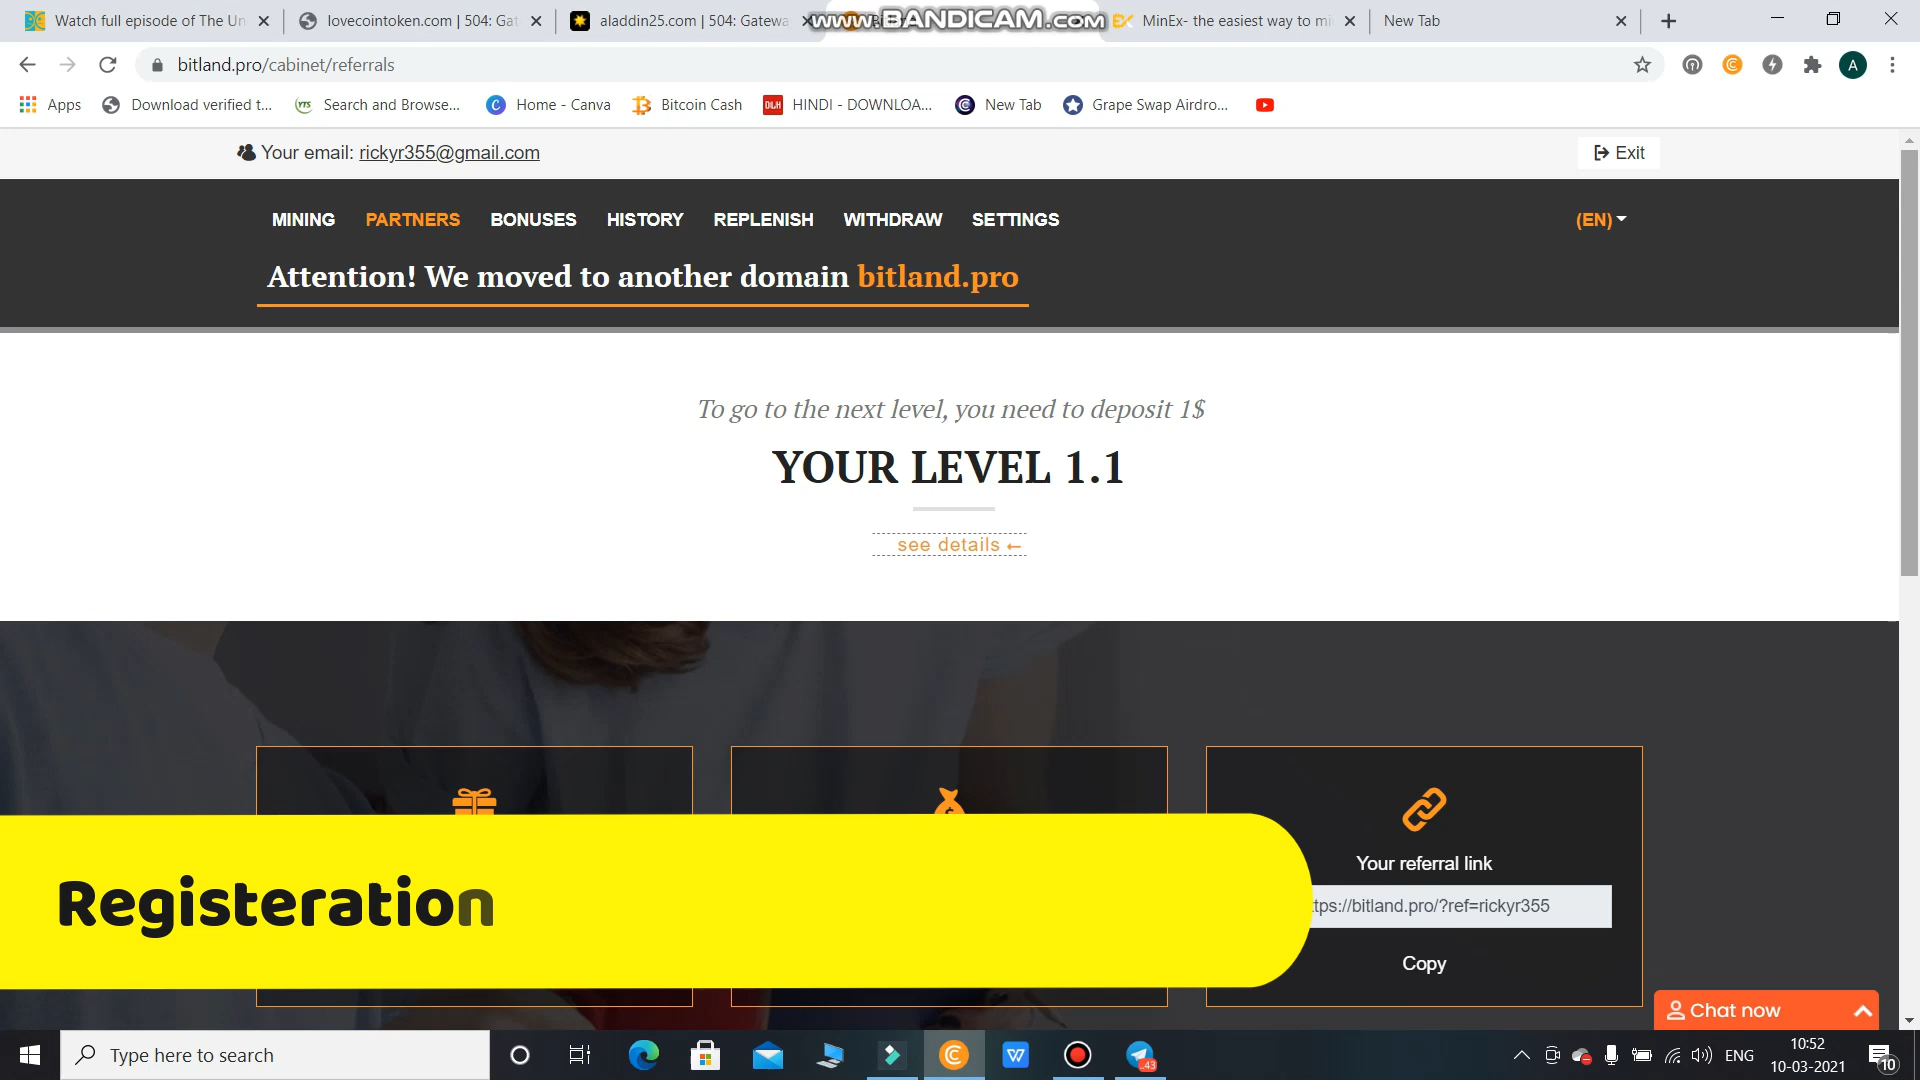 Watch full episode of The Un
lovecointoken.com | 504: Gat
aladdin25.com | 504: Gatewa
www.BANDICAM.com
MinEx- the easiest way to mi
New Tab
bitland.pro/cabinet/referrals
A
Apps
Download verified t...
Search and Browse...
Home - Canva
Bitcoin Cash
HINDI - DOWNLOA...
New Tab
Grape Swap Airdro...
Your email: rickyr355@gmail.com
Exit
MINING PARTNERS BONUSES HISTORY REPLENISH WITHDRAW SETTINGS
(EN)
Attention! We moved to another domain bitland.pro
To go to the next level, you need to deposit 1$
YOUR LEVEL 1.1
see details ←
Your referral link
tps://bitland.pro/?ref=rickyr355
Copy
Registeration
Chat now
Type here to search
43
ENG
10:52
10-03-2021
10